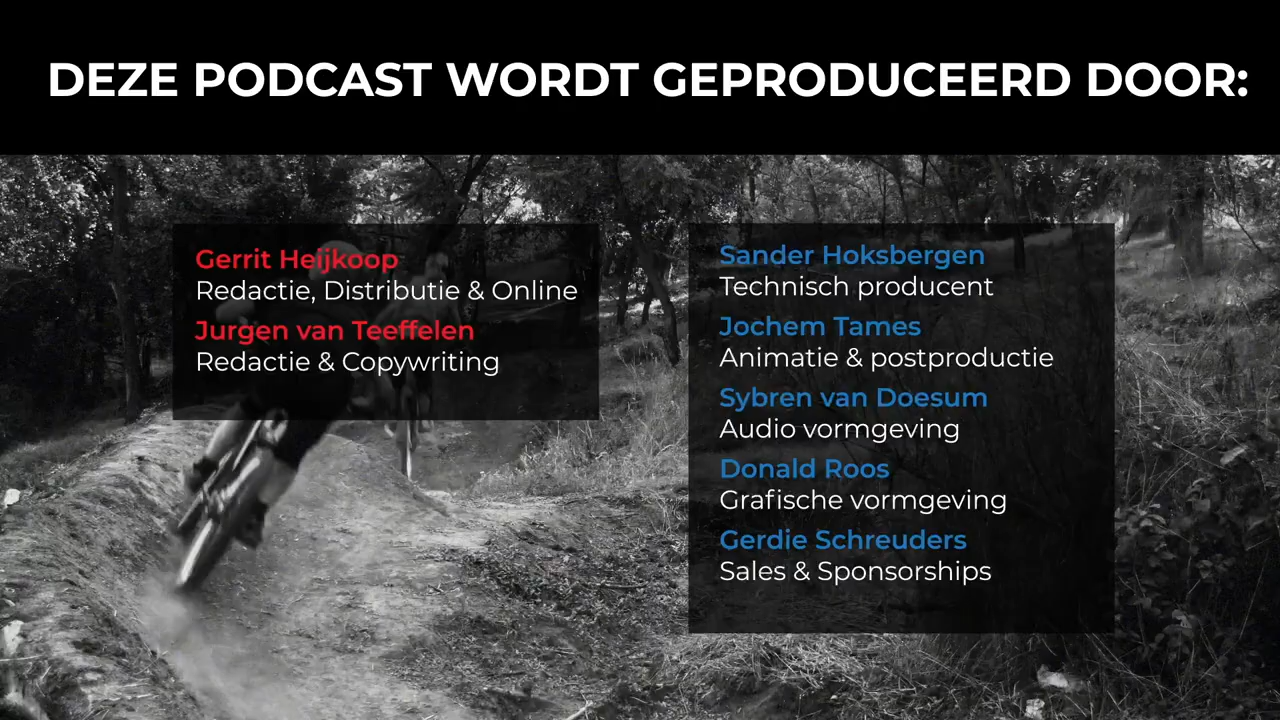 DEZE PODCAST WORDT GEPRODUCEERD DOOR:
Gerrit Heijkoop
Redactie, Distributie & Online
Jurgen van Teeffelen
Redactie & Copywriting
Sander Hoksbergen
Technisch producent
Jochem Tames
Animatie & postproductie
Sybren van Doesum
Audio vormgeving
Donald Roos
Grafische vormgeving
Gerdie Schreuders
Sales & Sponsorships